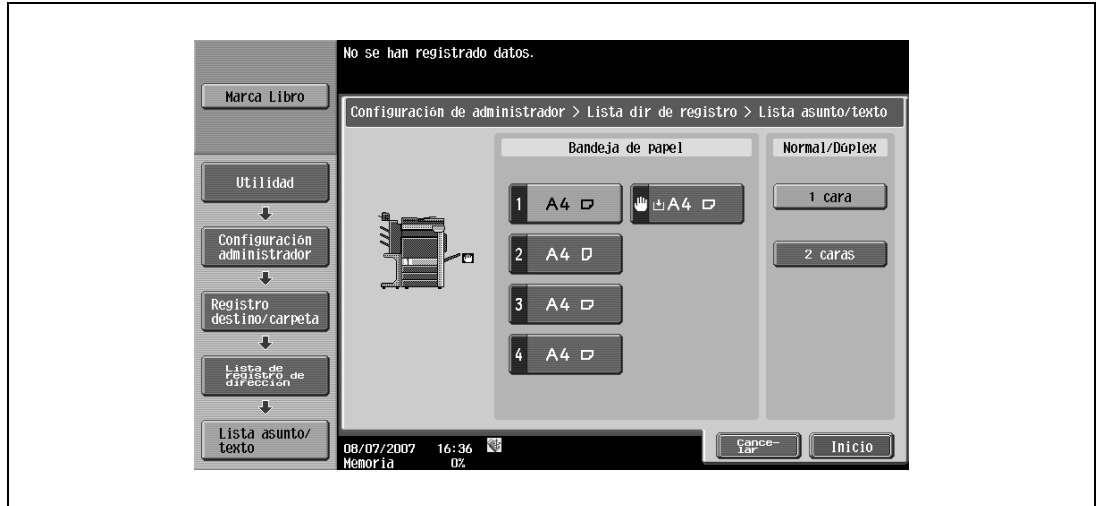 No se han registrado datos.
Marca Libro
Configuración de administrador > Lista dir de registro > Lista asunto/texto
Bandeja de papel
Normal/Dúplex
Utilidad
1 A4
A4
1 cara
Configuración
administrador
2 A4
2 caras
Registro
destino/carpeta
3 A4
Lista de
registro de
dirección
4 A4
Lista asunto/
texto
08/07/2007 16:36
Memoria 0%
Cance-
lar
Inicio